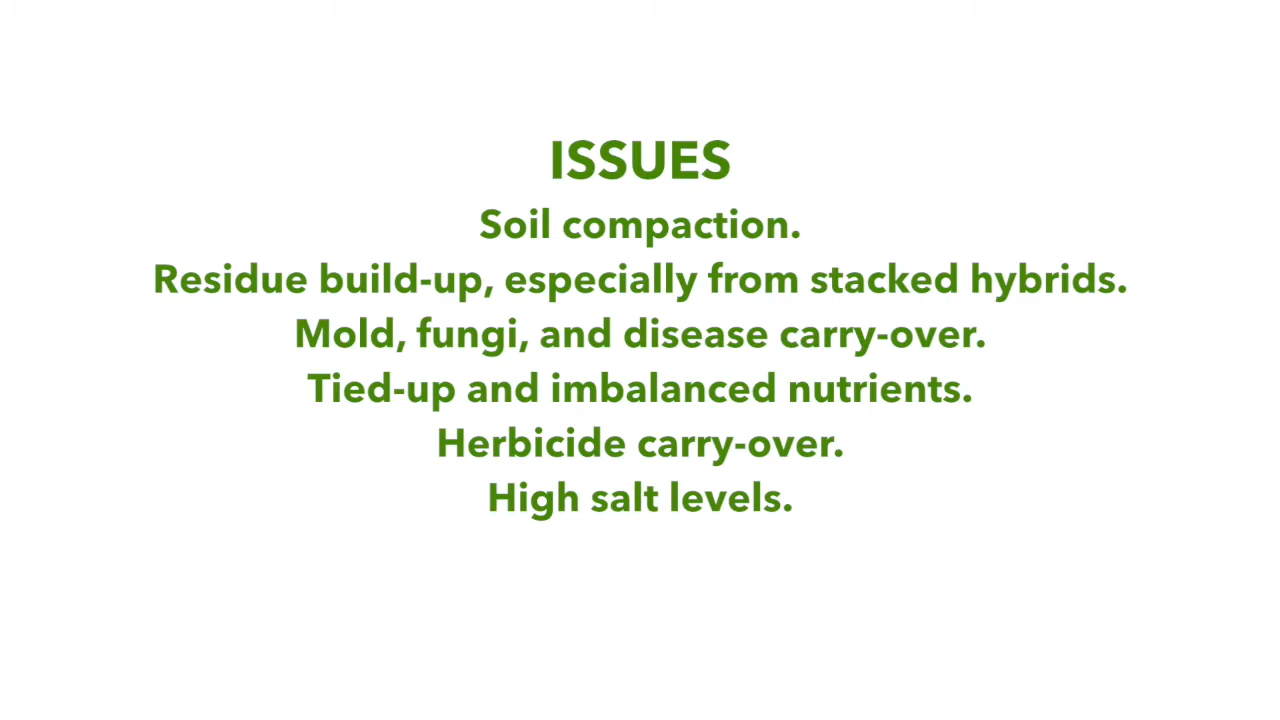 ISSUES
Soil compaction.
Residue build-up, especially from stacked hybrids.
Mold, fungi, and disease carry-over.
Tied-up and imbalanced nutrients.
Herbicide carry-over.
High salt levels.